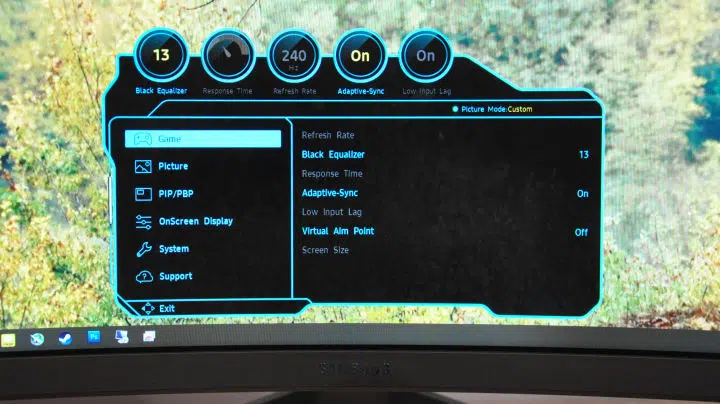 13
240
Hz
On
On
Black Equalizer
Response Time
Refresh Rate
Adaptive-Sync
Low Input Lag
Picture Mode:Custom
Game
Picture
PIP/PBP
OnScreen Display
System
Support
Exit
Refresh Rate
Black Equalizer 13
Response Time
Adaptive-Sync On
Low Input Lag
Virtual Aim Point Off
Screen Size
SAMSUNG